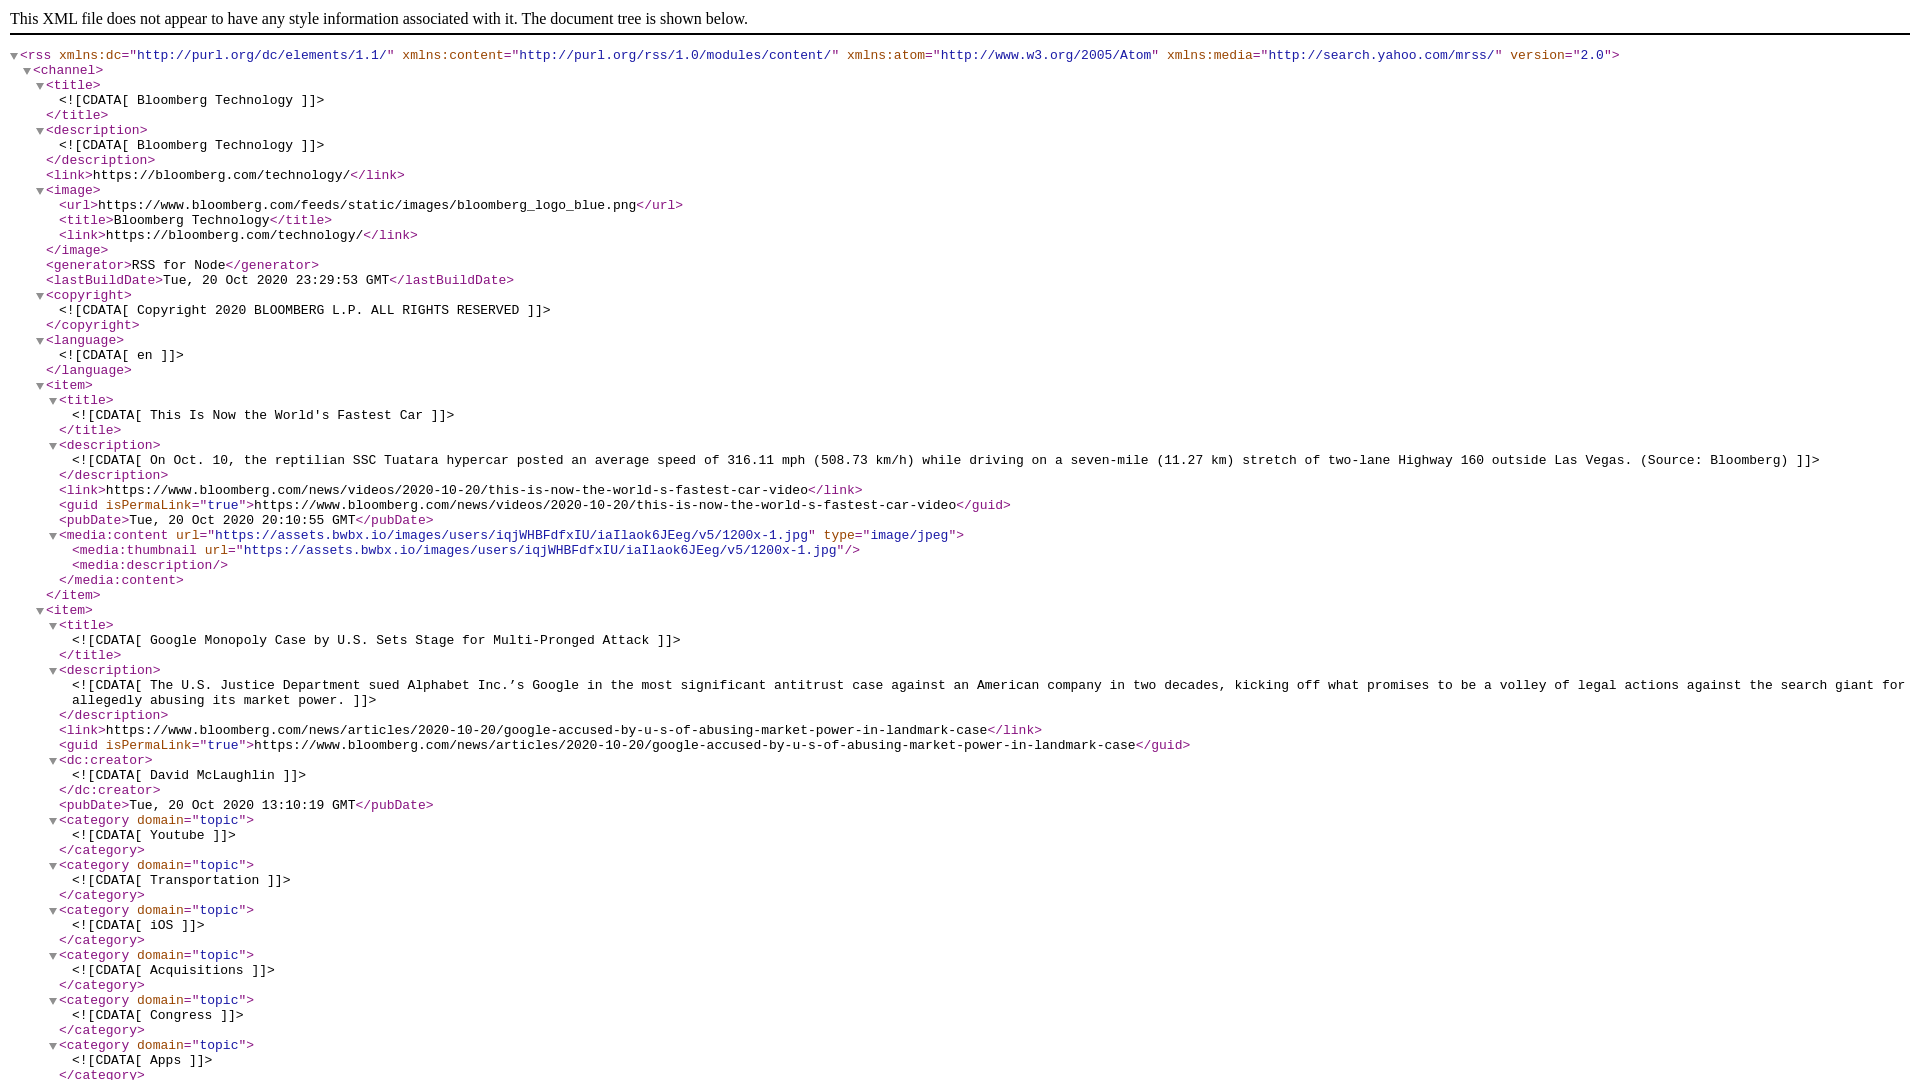 This XML file does not appear to have any style information associated with it. The document tree is shown below.
<rss xmlns:dc="http://purl.org/dc/elements/1.1/" xmlns:content="http://purl.org/rss/1.0/modules/content/" xmlns:atom="http://www.w3.org/2005/Atom" xmlns:media="http://search.yahoo.com/mrss/" version="2.0">
<channel>
<title>
<![CDATA[ Bloomberg Technology ]]>
</title>
<description>
<![CDATA[ Bloomberg Technology ]]>
</description>
<link>https://bloomberg.com/technology/</link>
<image>
<url>https://www.bloomberg.com/feeds/static/images/bloomberg_logo_blue.png</url>
<title>Bloomberg Technology</title>
<link>https://bloomberg.com/technology/</link>
</image>
<generator>RSS for Node</generator>
<lastBuildDate>Tue, 20 Oct 2020 23:29:53 GMT</lastBuildDate>
<copyright>
<![CDATA[ Copyright 2020 BLOOMBERG L.P. ALL RIGHTS RESERVED ]]>
</copyright>
<language>
<![CDATA[ en ]]>
</language>
<item>
<title>
<![CDATA[ This Is Now the World's Fastest Car ]]>
</title>
<description>
<![CDATA[ On Oct. 10, the reptilian SSC Tuatara hypercar posted an average speed of 316.11 mph (508.73 km/h) while driving on a seven-mile (11.27 km) stretch of two-lane Highway 160 outside Las Vegas. (Source: Bloomberg) ]]>
</description>
<link>https://www.bloomberg.com/news/videos/2020-10-20/this-is-now-the-world-s-fastest-car-video</link>
<guid isPermaLink="true">https://www.bloomberg.com/news/videos/2020-10-20/this-is-now-the-world-s-fastest-car-video</guid>
<pubDate>Tue, 20 Oct 2020 20:10:55 GMT</pubDate>
<media:content url="https://assets.bwbx.io/images/users/iqjWHBFdfxIU/iaIlaok6JEeg/v5/1200x-1.jpg" type="image/jpeg">
<media:thumbnail url="https://assets.bwbx.io/images/users/iqjWHBFdfxIU/iaIlaok6JEeg/v5/1200x-1.jpg"/>
<media:description/>
</media:content>
</item>
<item>
<title>
<![CDATA[ Google Monopoly Case by U.S. Sets Stage for Multi-Pronged Attack ]]>
</title>
<description>
<![CDATA[ The U.S. Justice Department sued Alphabet Inc.’s Google in the most significant antitrust case against an American company in two decades, kicking off what promises to be a volley of legal actions against the search giant for
allegedly abusing its market power. ]]>
</description>
<link>https://www.bloomberg.com/news/articles/2020-10-20/google-accused-by-u-s-of-abusing-market-power-in-landmark-case</link>
<guid isPermaLink="true">https://www.bloomberg.com/news/articles/2020-10-20/google-accused-by-u-s-of-abusing-market-power-in-landmark-case</guid>
<dc:creator>
<![CDATA[ David McLaughlin ]]>
</dc:creator>
<pubDate>Tue, 20 Oct 2020 13:10:19 GMT</pubDate>
<category domain="topic">
<![CDATA[ Youtube ]]>
</category>
<category domain="topic">
<![CDATA[ Transportation ]]>
</category>
<category domain="topic">
<![CDATA[ iOS ]]>
</category>
<category domain="topic">
<![CDATA[ Acquisitions ]]>
</category>
<category domain="topic">
<![CDATA[ Congress ]]>
</category>
<category domain="topic">
<![CDATA[ Apps ]]>
</category>